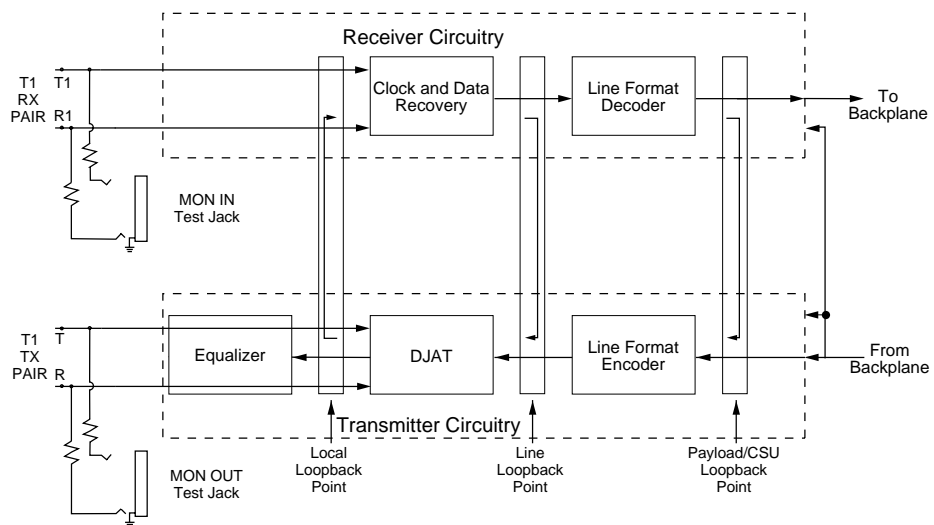 Receiver Circuitry
T1
RX
PAIR
T1
R1
Clock and Data
Recovery
Line Format
Decoder
To
Backplane
MON IN
Test Jack
T1
TX
PAIR
T
R
Equalizer
DJAT
Line Format
Encoder
From
Backplane
Transmitter Circuitry
MON OUT
Test Jack
Local
Loopback
Point
Line
Loopback
Point
Payload/CSU
Loopback
Point